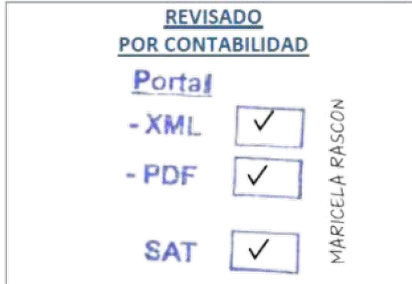 REVISADO
POR CONTABILIDAD
Portal
- XML ✓
- PDF ✓
SAT ✓
MARICELA RASCON